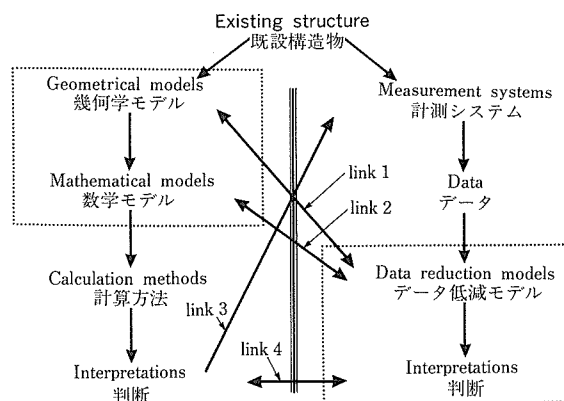 Existing structure
既設構造物
Geometrical models
幾何学モデル
Measurement systems
計測システム
Mathematical models
数学モデル
link 1
link 2
Data
データ
Calculation methods
計算方法
Data reduction models
データ低減モデル
link 3
link 4
Interpretations
判断
Interpretations
判断